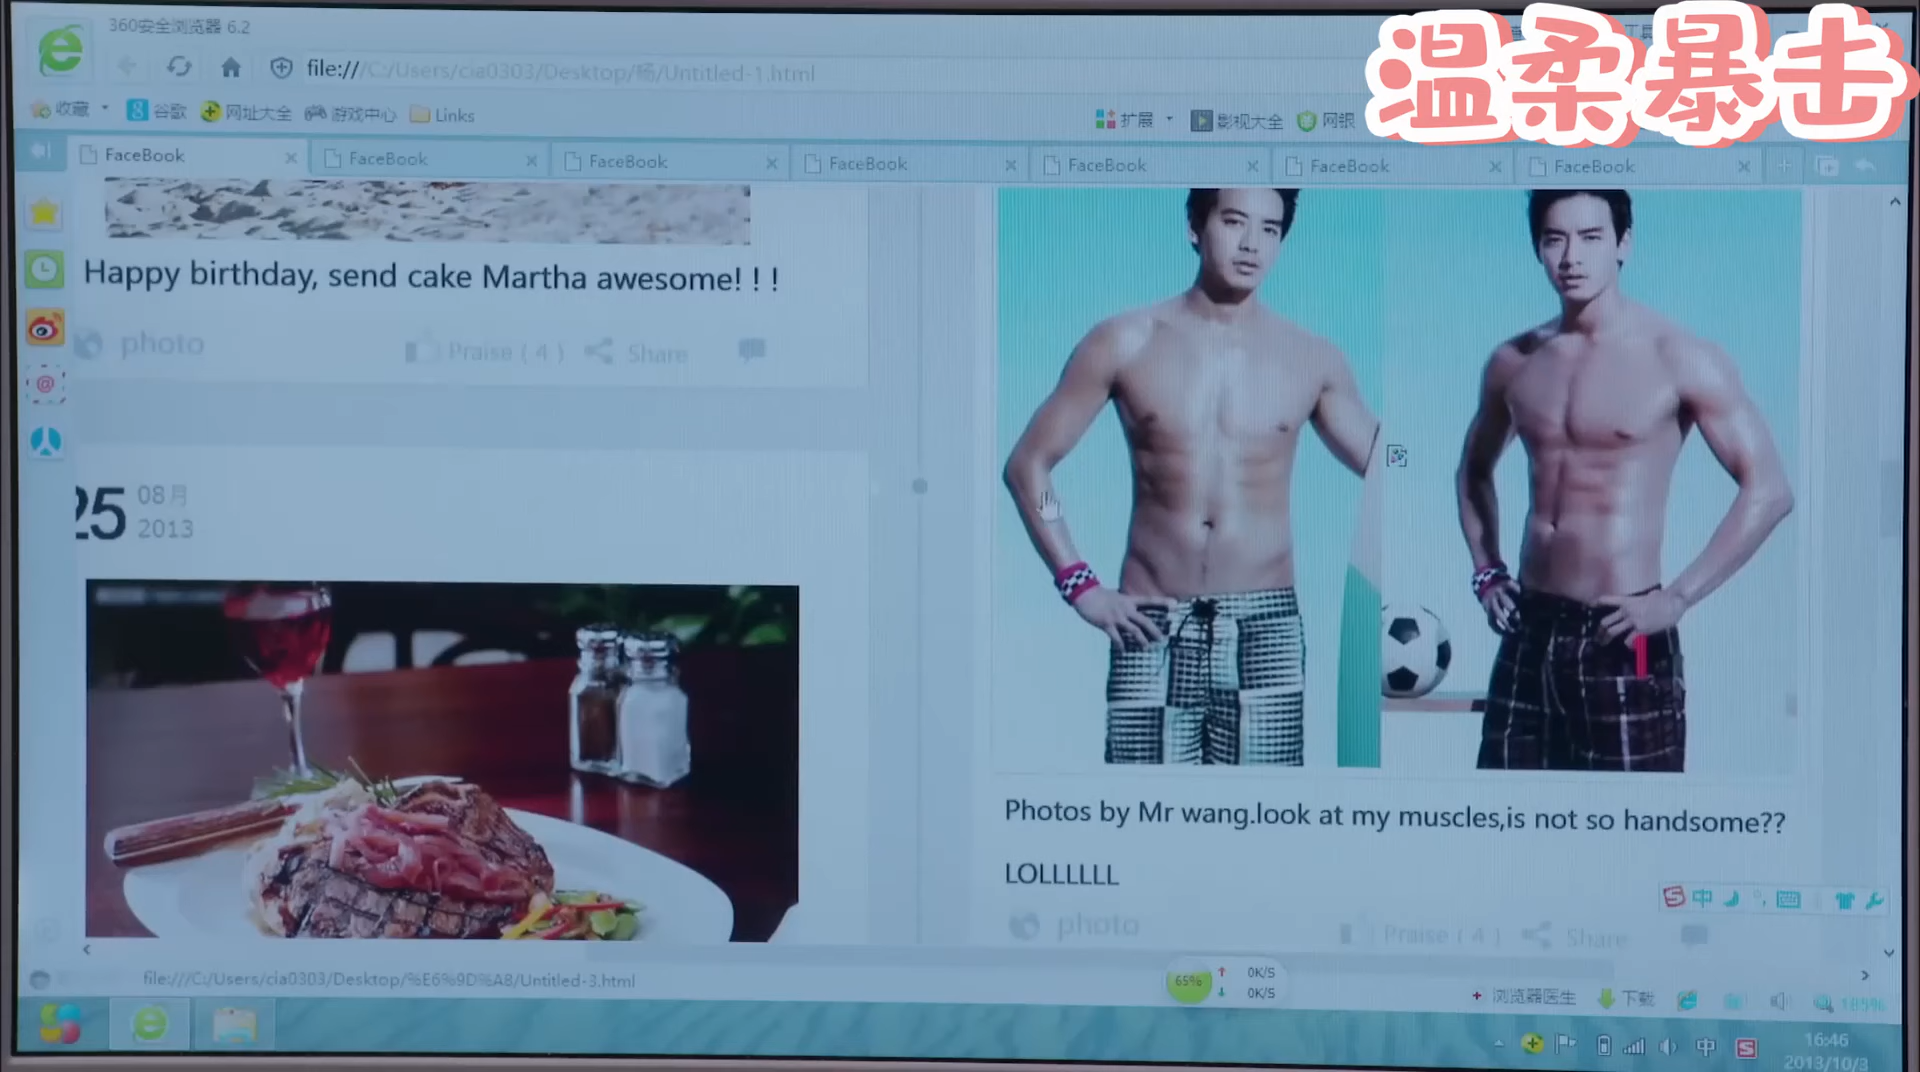 360安全浏览器 6.2
温柔暴击
file:///C:/Users/cia0303/Desktop/杨/Untitled-1.html
收藏 谷歌 网址大全 游戏中心 Links
扩展 影视大全 网银
FaceBook FaceBook FaceBook FaceBook FaceBook FaceBook FaceBook
Happy birthday, send cake Martha awesome! ! !
photo Praise ( 4 ) Share
25 08月
2013
Photos by Mr wang.look at my muscles,is not so handsome??
LOLLLLLL
photo Praise ( 4 ) Share
中
file:///C:/Users/cia0303/Desktop/%E6%9D%A8/Untitled-3.html
65% 0K/S
0K/S
浏览器医生 下载
中
16:46
2013/10/3